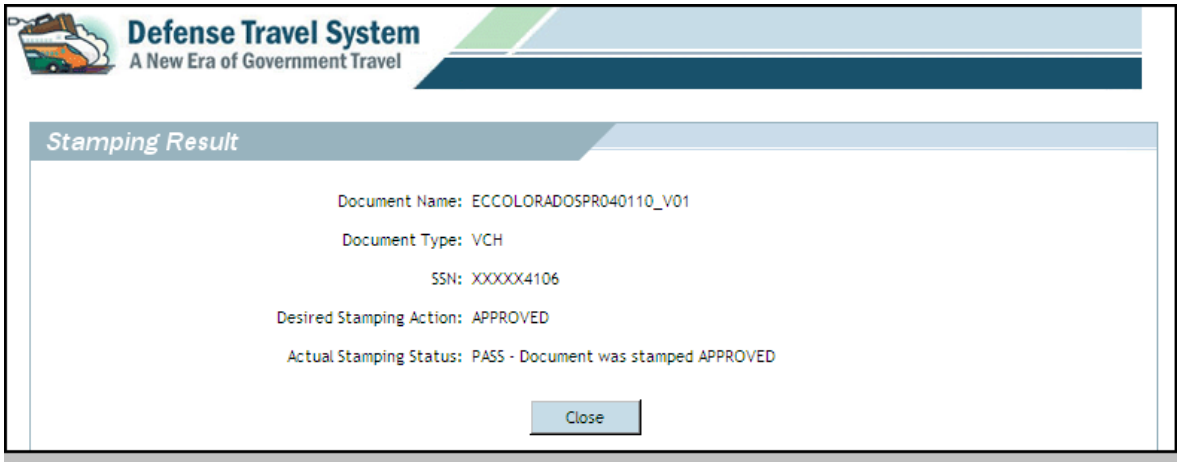 Defense Travel System
A New Era of Government Travel
Stamping Result
Document Name: ECCOLORADOSPR040110_V01
Document Type: VCH
SSN: XXXXX4106
Desired Stamping Action: APPROVED
Actual Stamping Status: PASS - Document was stamped APPROVED
Close